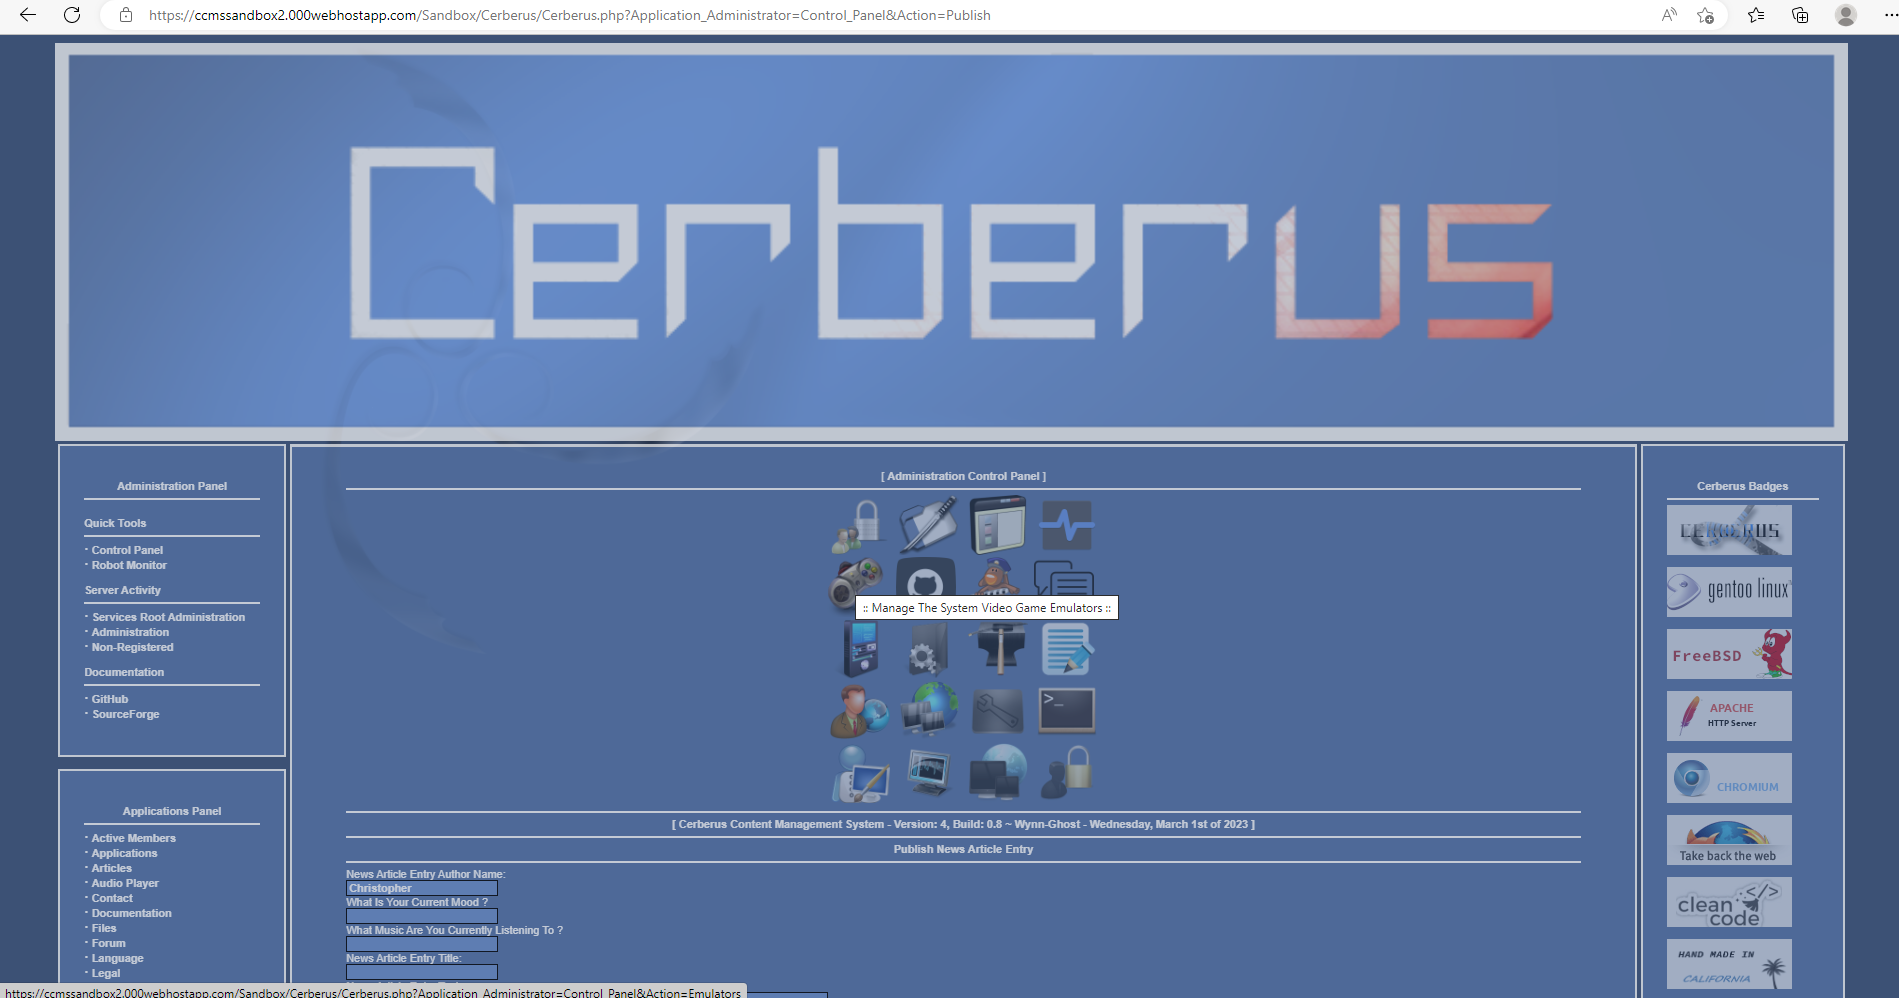 https://ccmssandbox2.000webhostapp.com/Sandbox/Cerberus/Cerberus.php?Application_Administrator=Control_Panel&Action=Publish
Cerberus
Administration Panel
Quick Tools
· Control Panel
· Robot Monitor
Server Activity
· Services Root Administration
· Administration
· Non-Registered
Documentation
· GitHub
· SourceForge
Applications Panel
· Active Members
· Applications
· Articles
· Audio Player
· Contact
· Documentation
· Files
· Forum
· Language
· Legal
[ Administration Control Panel ]
:: Manage The System Video Game Emulators ::
>_
[ Cerberus Content Management System - Version: 4, Build: 0.8 ~ Wynn-Ghost - Wednesday, March 1st of 2023 ]
Publish News Article Entry
News Article Entry Author Name:
Christopher
What Is Your Current Mood ?
What Music Are You Currently Listening To ?
News Article Entry Title:
Cerberus Badges
CERBERUS
gentoo linux
FreeBSD
APACHE
HTTP Server
CHROMIUM
Take back the web
clean </>
code
HAND MADE IN
CALIFORNIA
https://ccmssandbox2.000webhostapp.com/Sandbox/Cerberus/Cerberus.php?Application_Administrator=Control_Panel&Action=Emulators